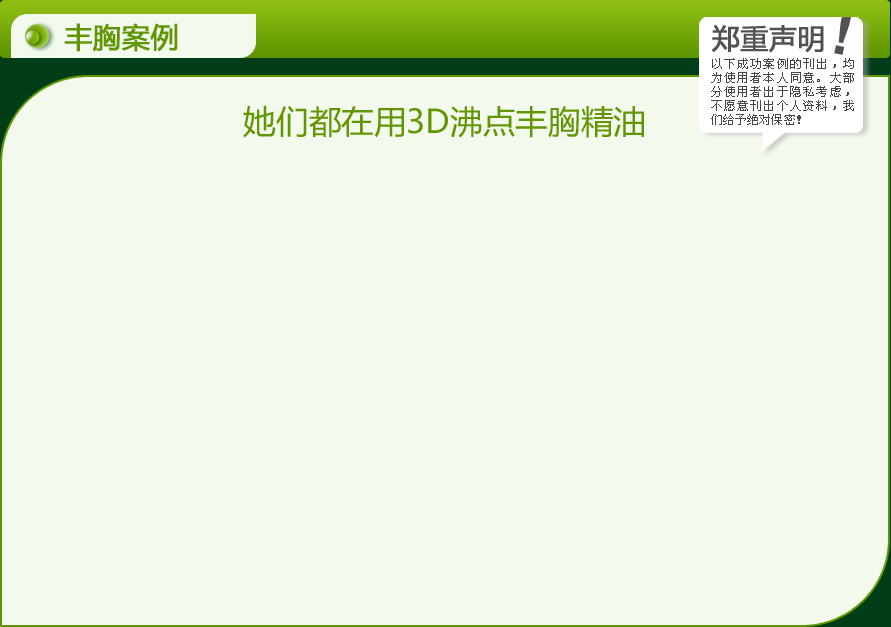 丰胸案例
郑重声明！
以下成功案例的刊出，均
为使用者本人同意。大部
分使用者出于隐私考虑，
不愿意刊出个人资料，我
们给予绝对保密！
她们都在用3D沸点丰胸精油